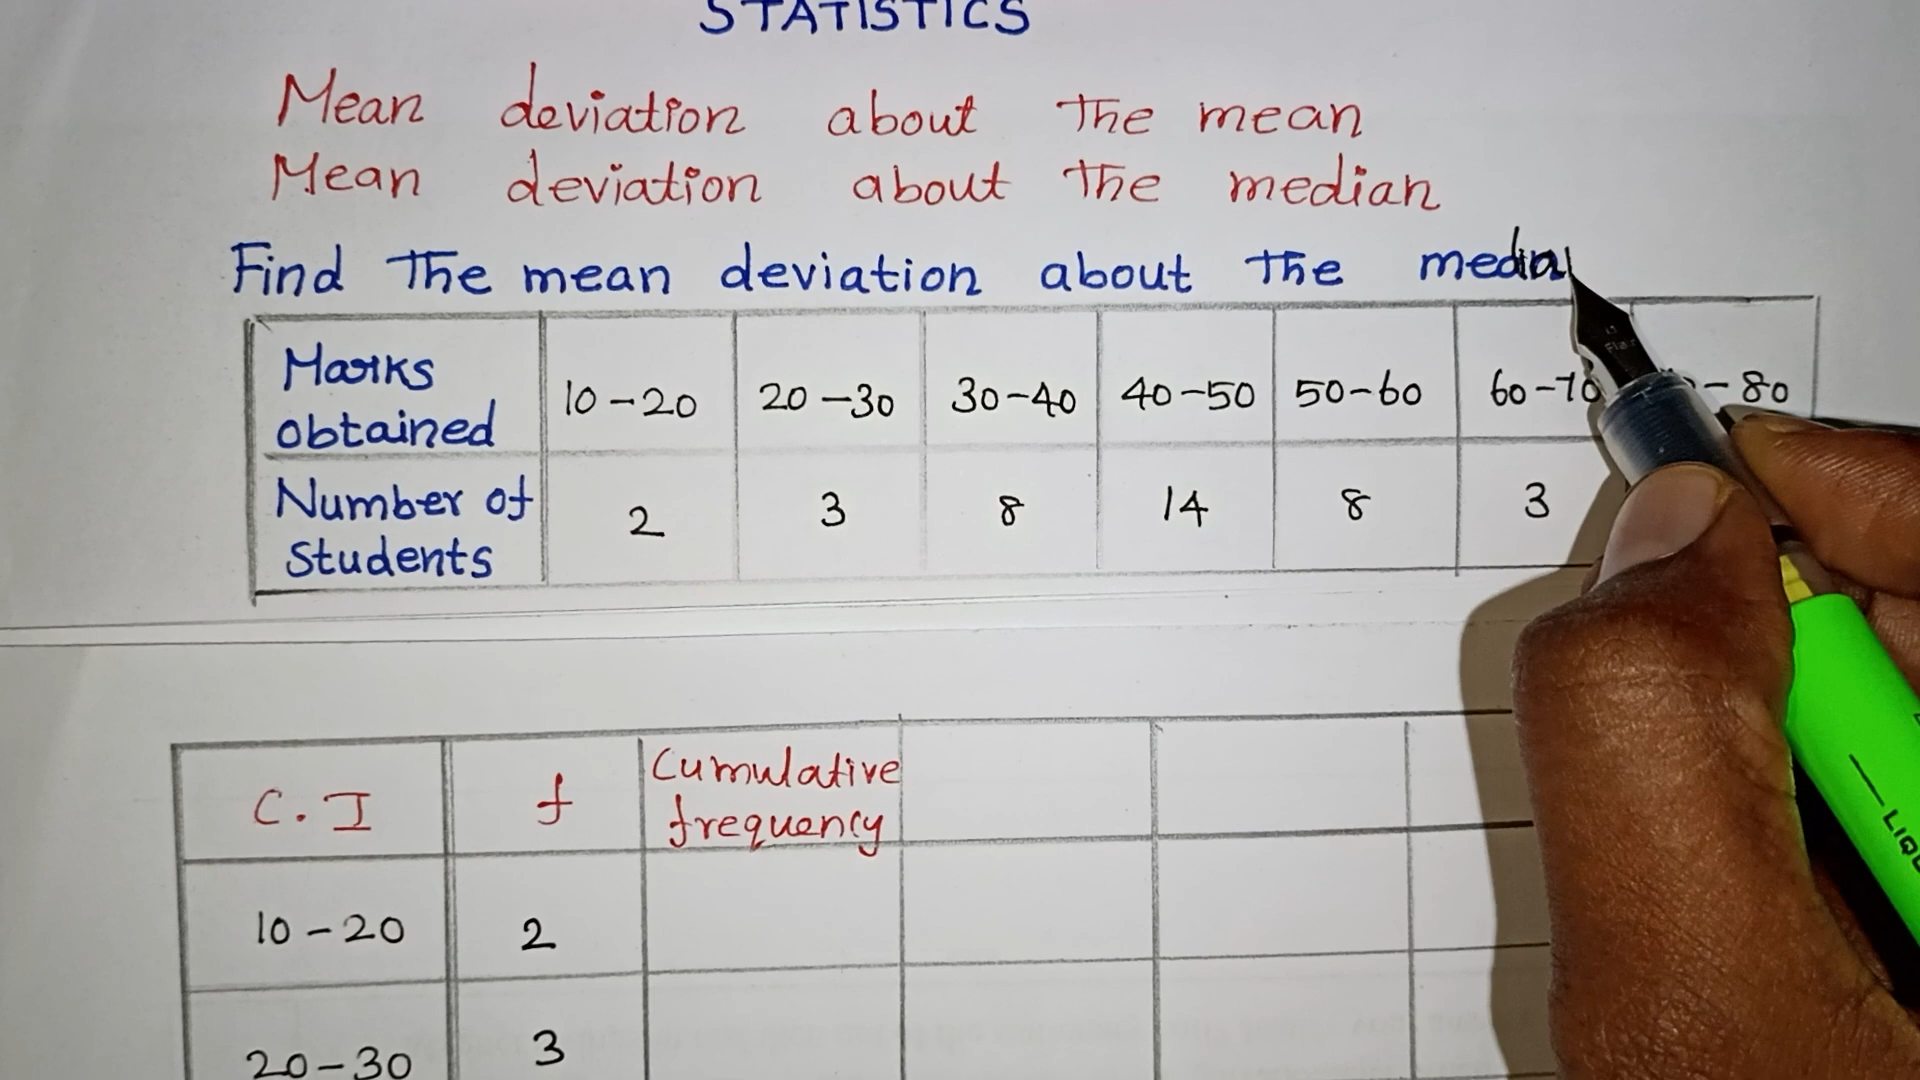 STATISTICS
Mean deviation about the mean
Mean deviation about the median
Find the mean deviation about the media
Marks obtained 10-20 20-30 30-40 40-50 50-60 60-70 -80
Number of Students 2 3 8 14 8 3
C.I f Cumulative frequency
10-20 2
20-30 3
Flair
LIQU